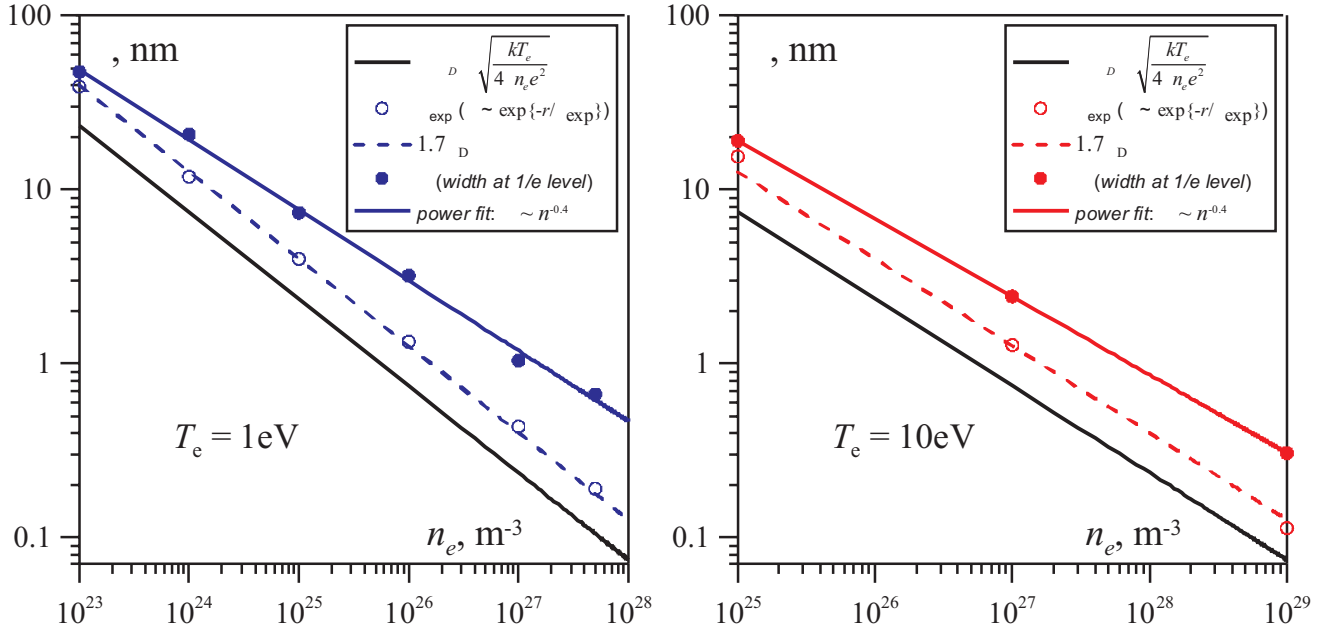 100
10
1
0.1
, nm
D √(kTₑ / 4 nₑe²)
exp ( ~ exp{-r/ exp})
1.7 D
(width at 1/e level)
power fit: ~ n⁻⁰·⁴
Tₑ = 1eV
nₑ, m⁻³
10²³ 10²⁴ 10²⁵ 10²⁶ 10²⁷ 10²⁸
100
10
1
0.1
, nm
D √(kTₑ / 4 nₑe²)
exp ( ~ exp{-r/ exp})
1.7 D
(width at 1/e level)
power fit: ~ n⁻⁰·⁴
Tₑ = 10eV
nₑ, m⁻³
10²⁵ 10²⁶ 10²⁷ 10²⁸ 10²⁹